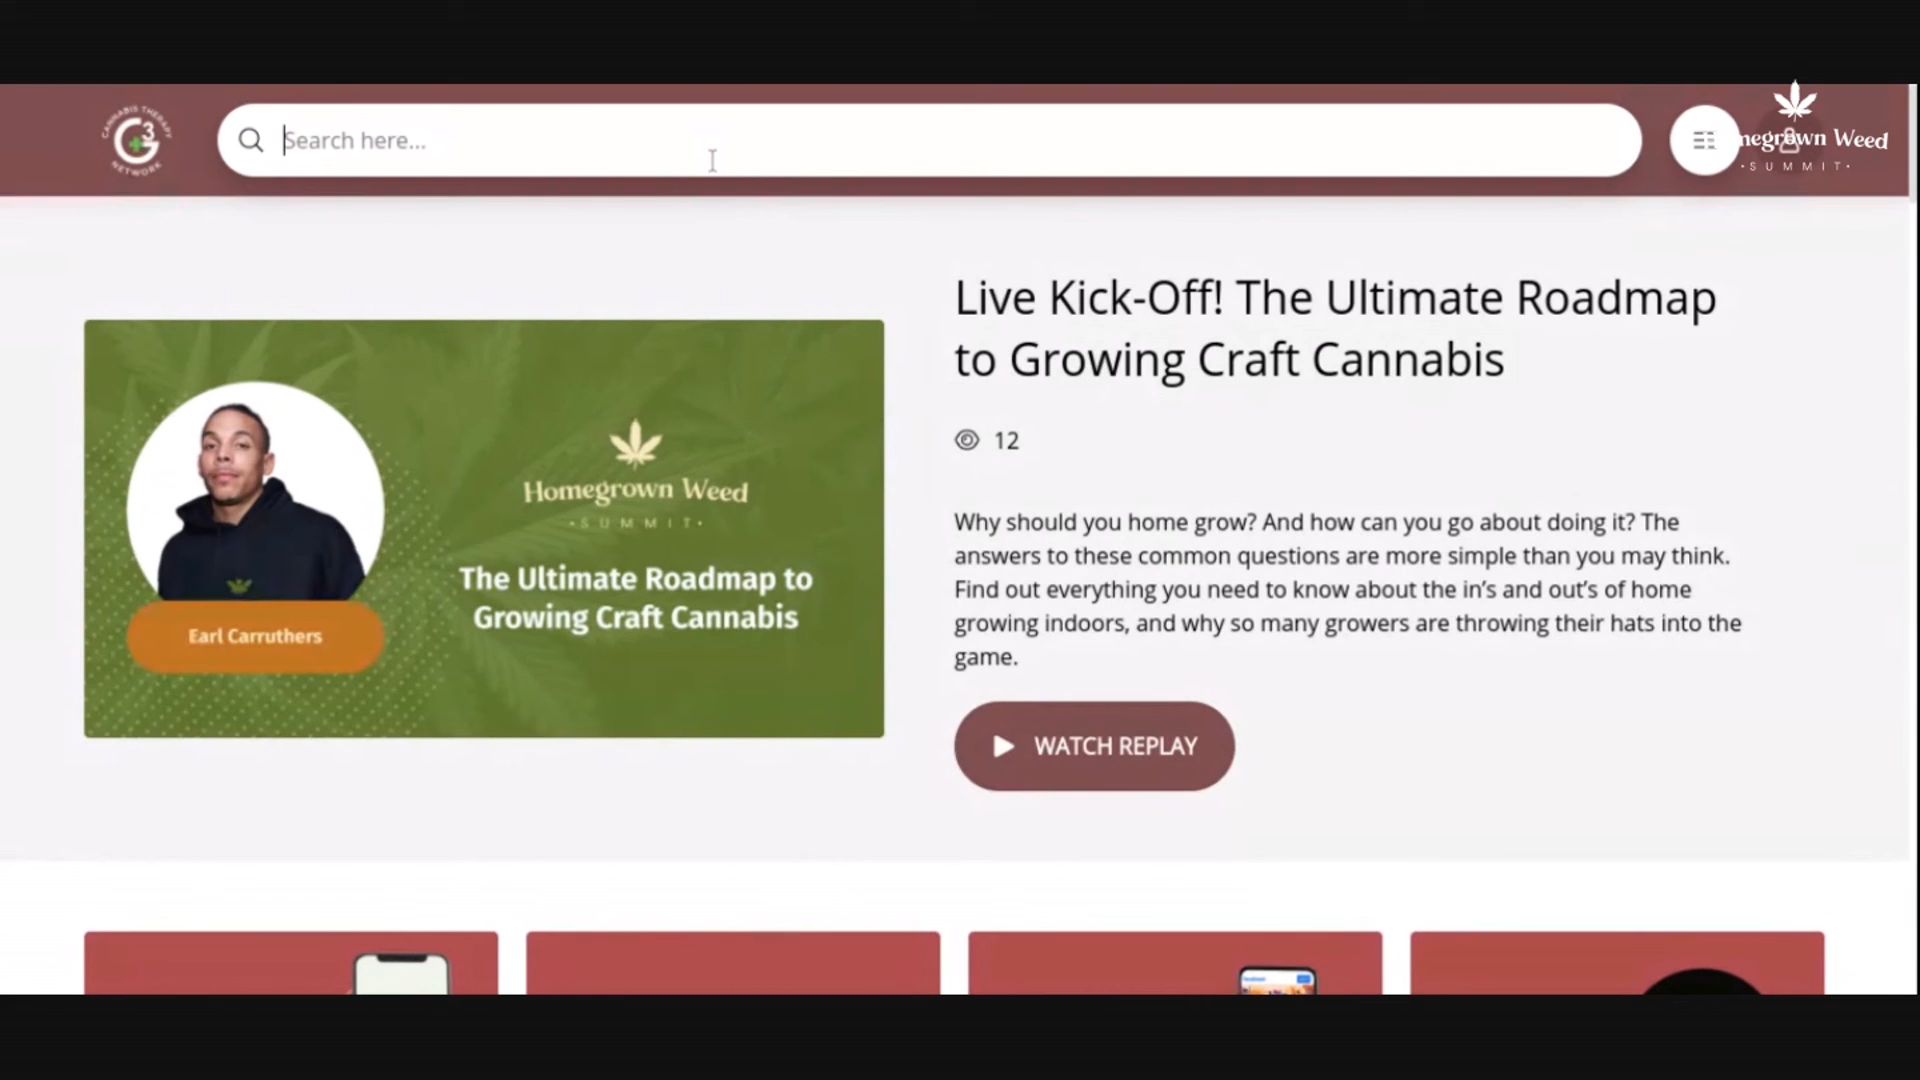 CANNABIS THERAPY
G3
NETWORK
Search here...
Homegrown Weed
• SUMMIT •
Live Kick-Off! The Ultimate Roadmap
to Growing Craft Cannabis
12
Homegrown Weed
• SUMMIT •
The Ultimate Roadmap to
Growing Craft Cannabis
Earl Carruthers
Why should you home grow? And how can you go about doing it? The
answers to these common questions are more simple than you may think.
Find out everything you need to know about the in’s and out’s of home
growing indoors, and why so many growers are throwing their hats into the
game.
WATCH REPLAY